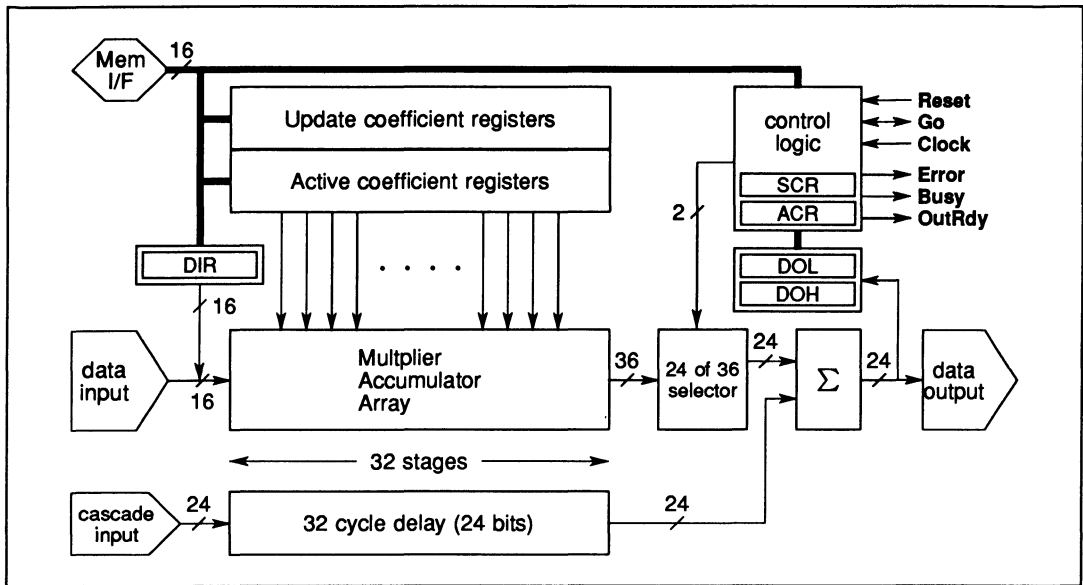 Mem
I/F
16
Update coefficient registers
Active coefficient registers
control
logic
SCR
ACR
Reset
Go
Clock
Error
Busy
OutRdy
2
DIR
16
. . . .
DOL
DOH
data
input
16
Multplier
Accumulator
Array
36
24 of 36
selector
24
Σ
24
data
output
32 stages
cascade
input
24
32 cycle delay (24 bits)
24